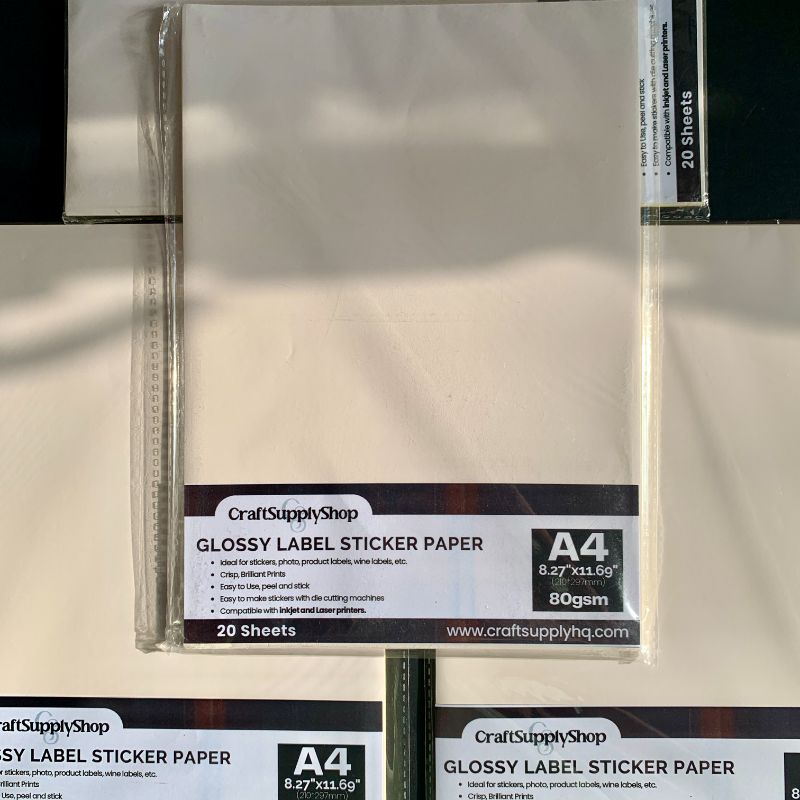 Easy to Use, peel and stick
Easy to make stickers with die cutting
Compatible with Inkjet and Laser printers.
20 Sheets
CraftSupplyShop
GLOSSY LABEL STICKER PAPER
Ideal for stickers, photo, product labels, wine labels, etc.
Crisp, Brilliant Prints
Easy to Use, peel and stick
Easy to make stickers with die cutting machines
Compatible with Inkjet and Laser printers.
A4
8.27"x11.69"
(210*297mm)
80gsm
20 Sheets
www.craftsupplyhq.com
raftSupplyShop
SSY LABEL STICKER PAPER
r stickers, photo, product labels, wine labels, etc.
rilliant Prints
Use, peel and stick
A4
8.27"x11.69"
(210*297mm)
CraftSupplyShop
GLOSSY LABEL STICKER PAPER
Ideal for stickers, photo, product labels, wine labels, etc.
Crisp, Brilliant Prints
8